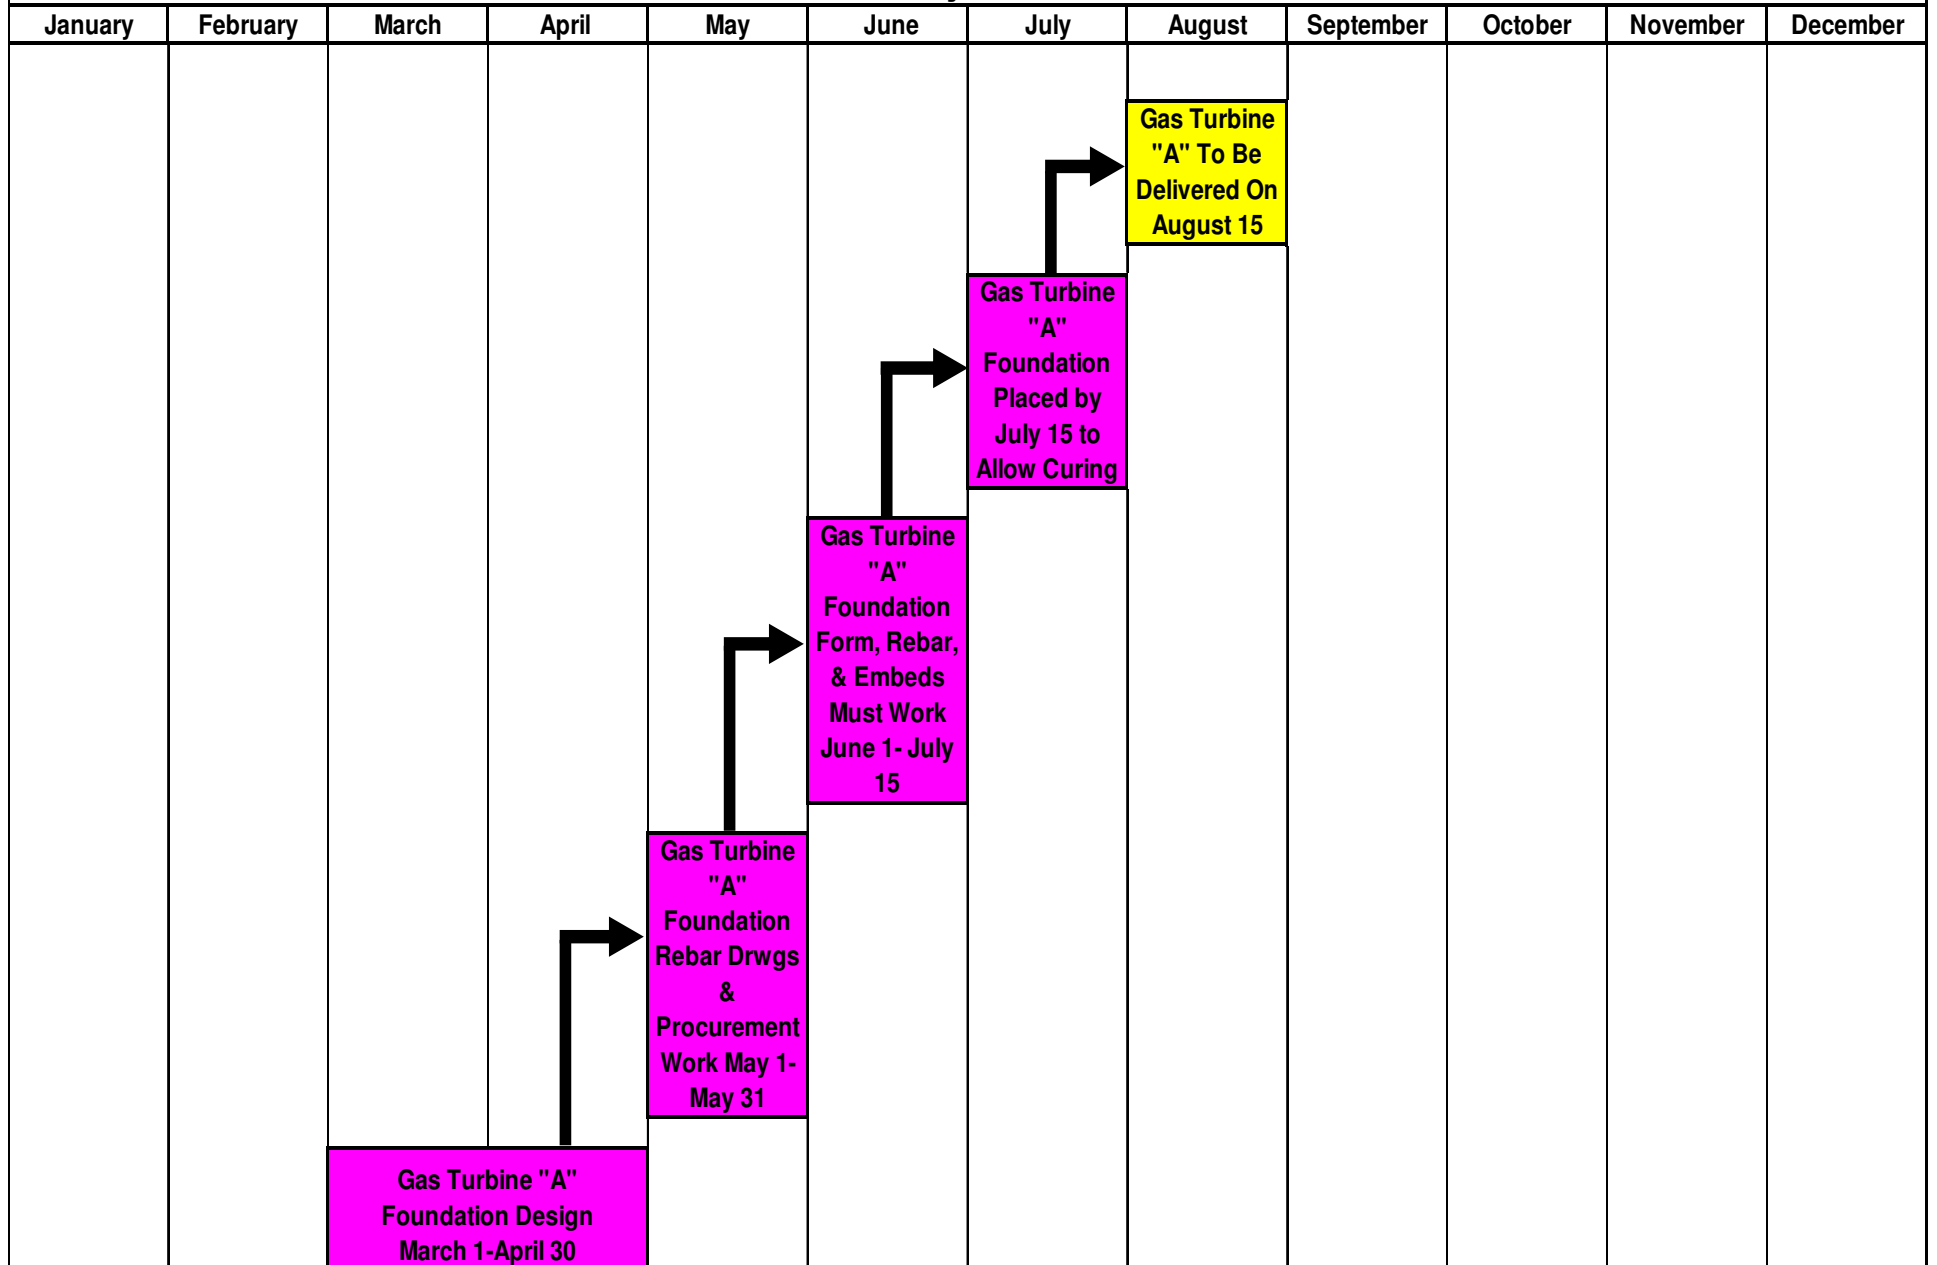 January February March April May June July August September October November December
Gas Turbine
"A" To Be
Delivered On
August 15
Gas Turbine
"A"
Foundation
Placed by
July 15 to
Allow Curing
Gas Turbine
"A"
Foundation
Form, Rebar,
& Embeds
Must Work
June 1- July
15
Gas Turbine
"A"
Foundation
Rebar Drwgs
&
Procurement
Work May 1-
May 31
Gas Turbine "A"
Foundation Design
March 1-April 30